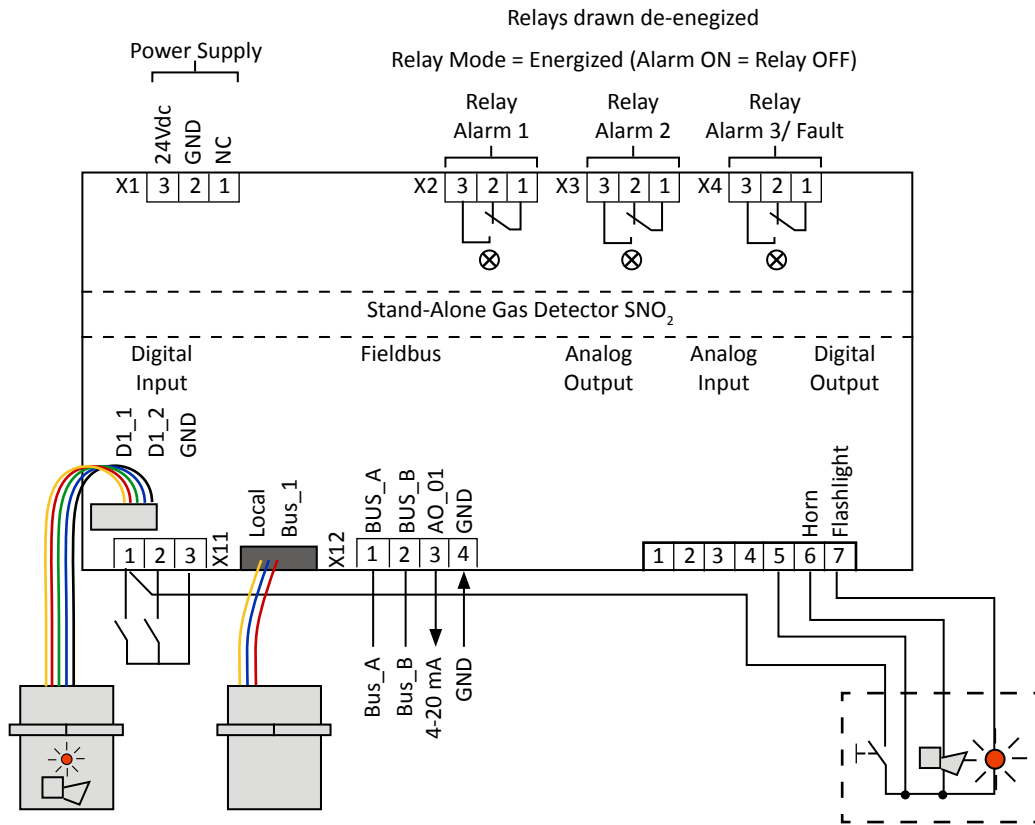 Relays drawn de-enegized
Relay Mode = Energized (Alarm ON = Relay OFF)
Power Supply
24Vdc
GND
NC
Relay
Alarm 1
Relay
Alarm 2
Relay
Alarm 3/ Fault
X1 3 2 1
X2 3 2 1
X3 3 2 1
X4 3 2 1
Stand-Alone Gas Detector SNO2
Digital
Input
Fieldbus
Analog
Output
Analog
Input
Digital
Output
D1_1
D1_2
GND
Local
Bus_1
BUS_A
BUS_B
AO_01
GND
Horn
Flashlight
1 2 3 X11
X12 1 2 3 4
1 2 3 4 5 6 7
Bus_A
Bus_B
4-20 mA
GND